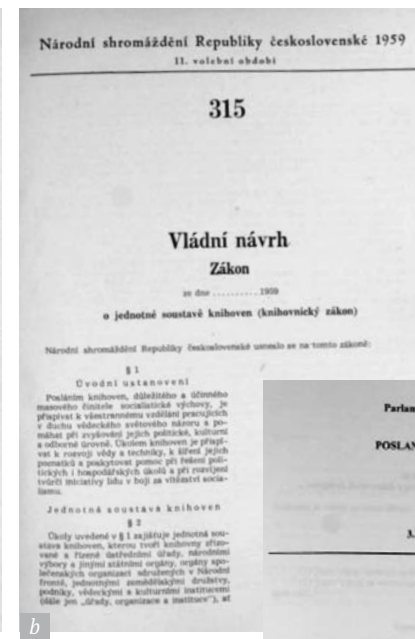 Národní shromáždění Republiky československé 1959
II. volební období
315
Vládní návrh
Zákon
ze dne .......... 1959
o jednotné soustavě knihoven (knihovnický zákon)
Národní shromáždění Republiky československé usneslo se na tomto zákoně:
§ 1
Úvodní ustanovení
Posláním knihoven, důležitého a účinného
masového činitele socialistické výchovy, je
přispívat k všestrannému vzdělání pracujících
v duchu vědeckého světového názoru a po-
máhat při zvyšování jejich politické, kulturní
a odborné úrovně. Úkolem knihoven je přispí-
vat k rozvoji vědy a techniky, k šíření jejich
poznatků a poskytovat pomoc při řešení poli-
tických i hospodářských úkolů a při rozvíjení
tvůrčí iniciativy lidu v boji za vítězství socia-
lismu.
Jednotná soustava knihoven
§ 2
Úkoly uvedené v § 1 zajišťuje jednotná sou-
stava knihoven, kterou tvoří knihovny zřizo-
vané a řízené ústředními úřady, národními
výbory a jinými státními orgány, orgány spo-
lečenských organizací sdružených v Národní
frontě, jednotnými zemědělskými družstvy,
podniky, vědeckými a kulturními institucemi
(dále jen „úřady, organizace a instituce"), ať
b
Parlam
POSLAN
3.